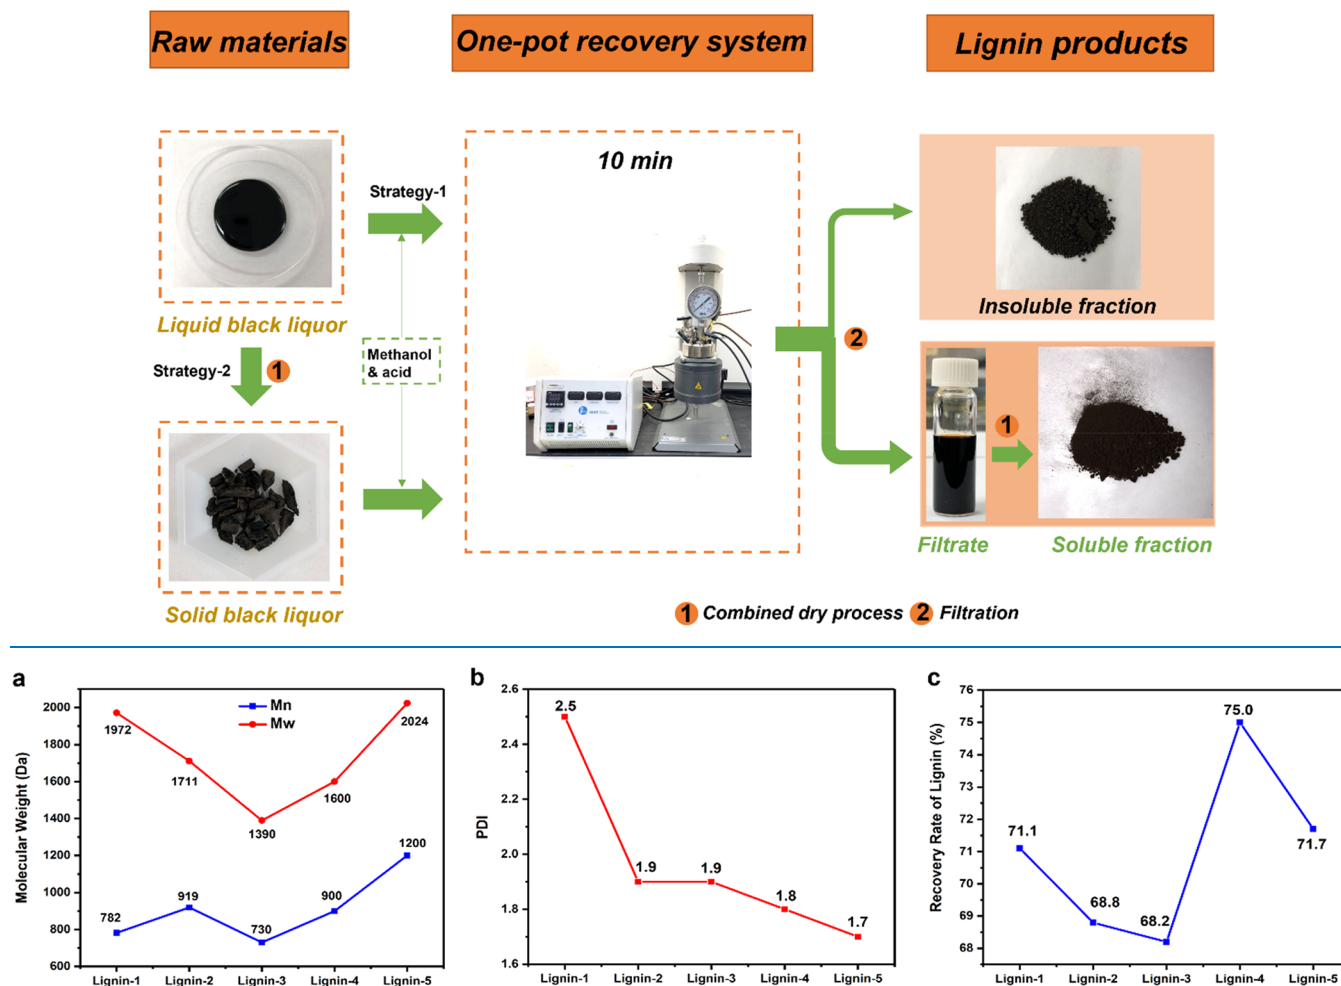 Raw materials
One-pot recovery system
Lignin products
10 min
Strategy-1
Liquid black liquor
Methanol
& acid
Strategy-2
1
Solid black liquor
2
Insoluble fraction
1
Filtrate
Soluble fraction
1 Combined dry process 2 Filtration
a
Molecular Weight (Da)
2000
1800
1600
1400
1200
1000
800
600
Mn
Mw
1972
1711
1390
1600
2024
782
919
730
900
1200
Lignin-1 Lignin-2 Lignin-3 Lignin-4 Lignin-5
b
PDI
2.6
2.4
2.2
2.0
1.8
1.6
2.5
1.9
1.9
1.8
1.7
Lignin-1 Lignin-2 Lignin-3 Lignin-4 Lignin-5
c
Recovery Rate of Lignin (%)
76
75
74
73
72
71
70
69
68
71.1
68.8
68.2
75.0
71.7
Lignin-1 Lignin-2 Lignin-3 Lignin-4 Lignin-5